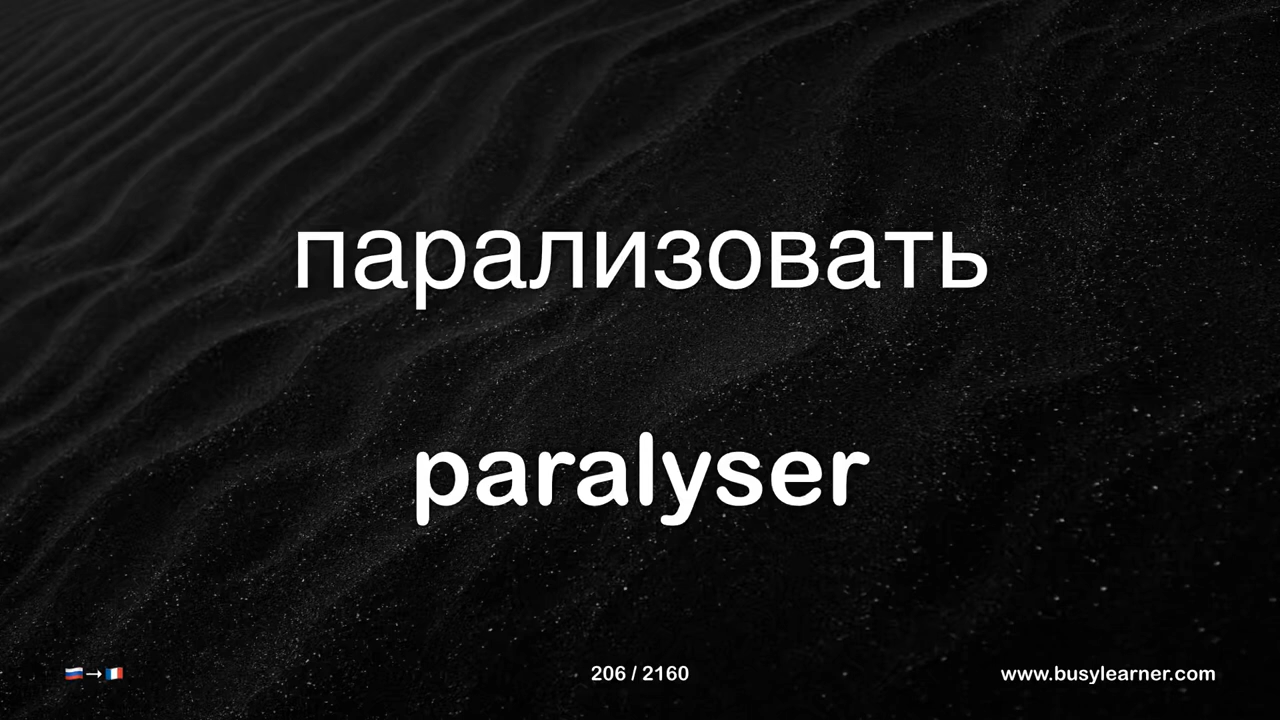 парализовать
paralyser
🇷🇺→🇫🇷
206 / 2160
www.busylearner.com